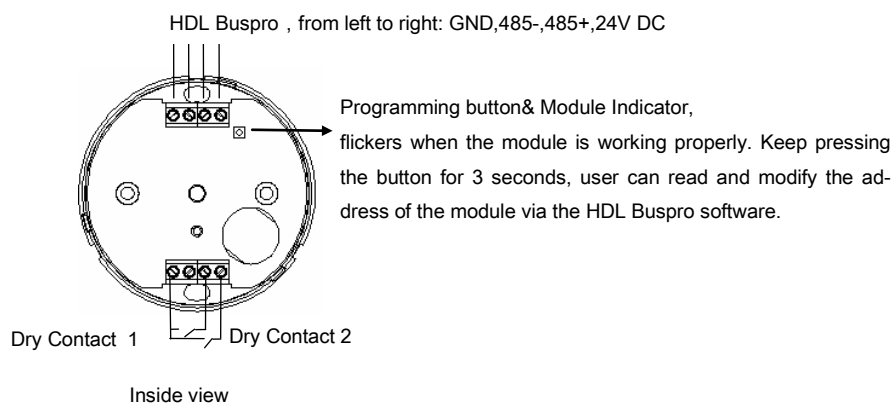 HDL Buspro , from left to right: GND,485-,485+,24V DC
Programming button& Module Indicator,
flickers when the module is working properly. Keep pressing
the button for 3 seconds, user can read and modify the ad-
dress of the module via the HDL Buspro software.
Dry Contact 1
Dry Contact 2
Inside view